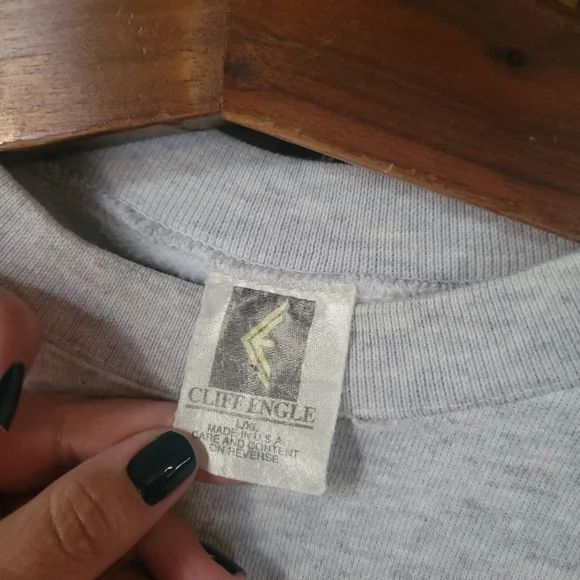 CLIFF ENGLE
L/XL
MADE IN U.S.A.
CARE AND CONTENT
ON REVERSE